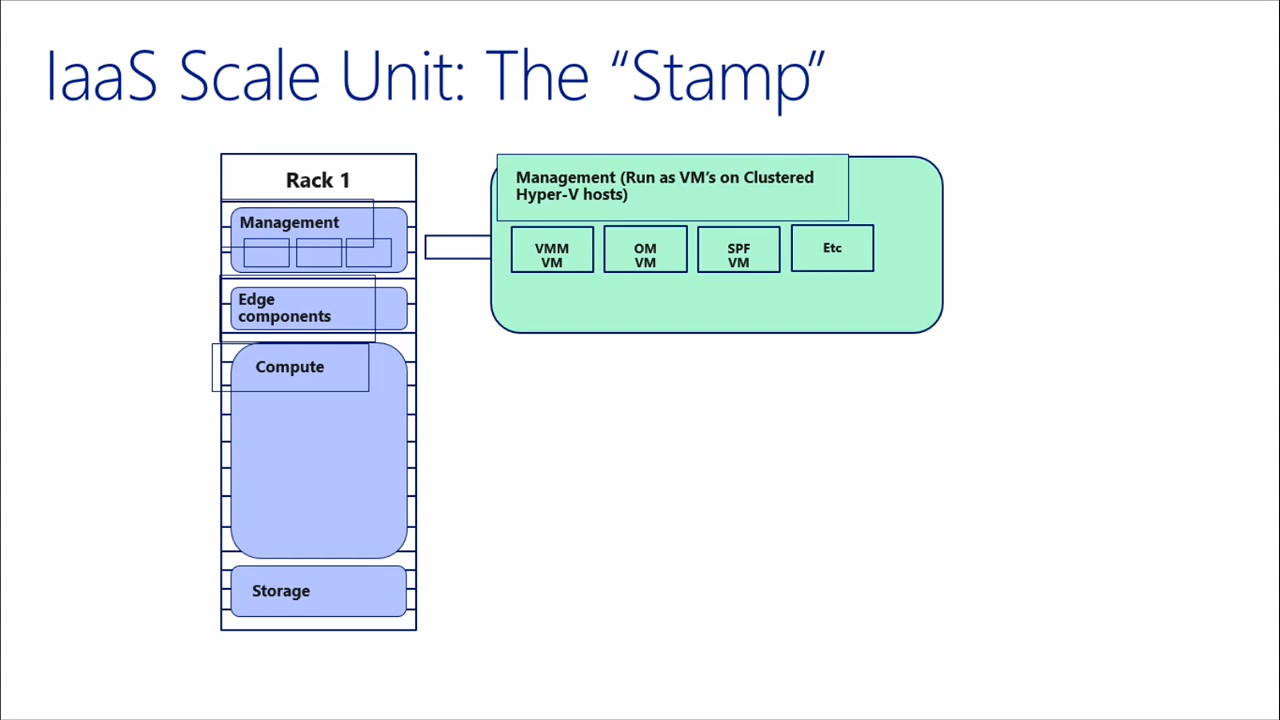 IaaS Scale Unit: The “Stamp”
Rack 1
Management
Edge
components
Compute
Storage
Management (Run as VM’s on Clustered
Hyper-V hosts)
VMM
VM
OM
VM
SPF
VM
Etc